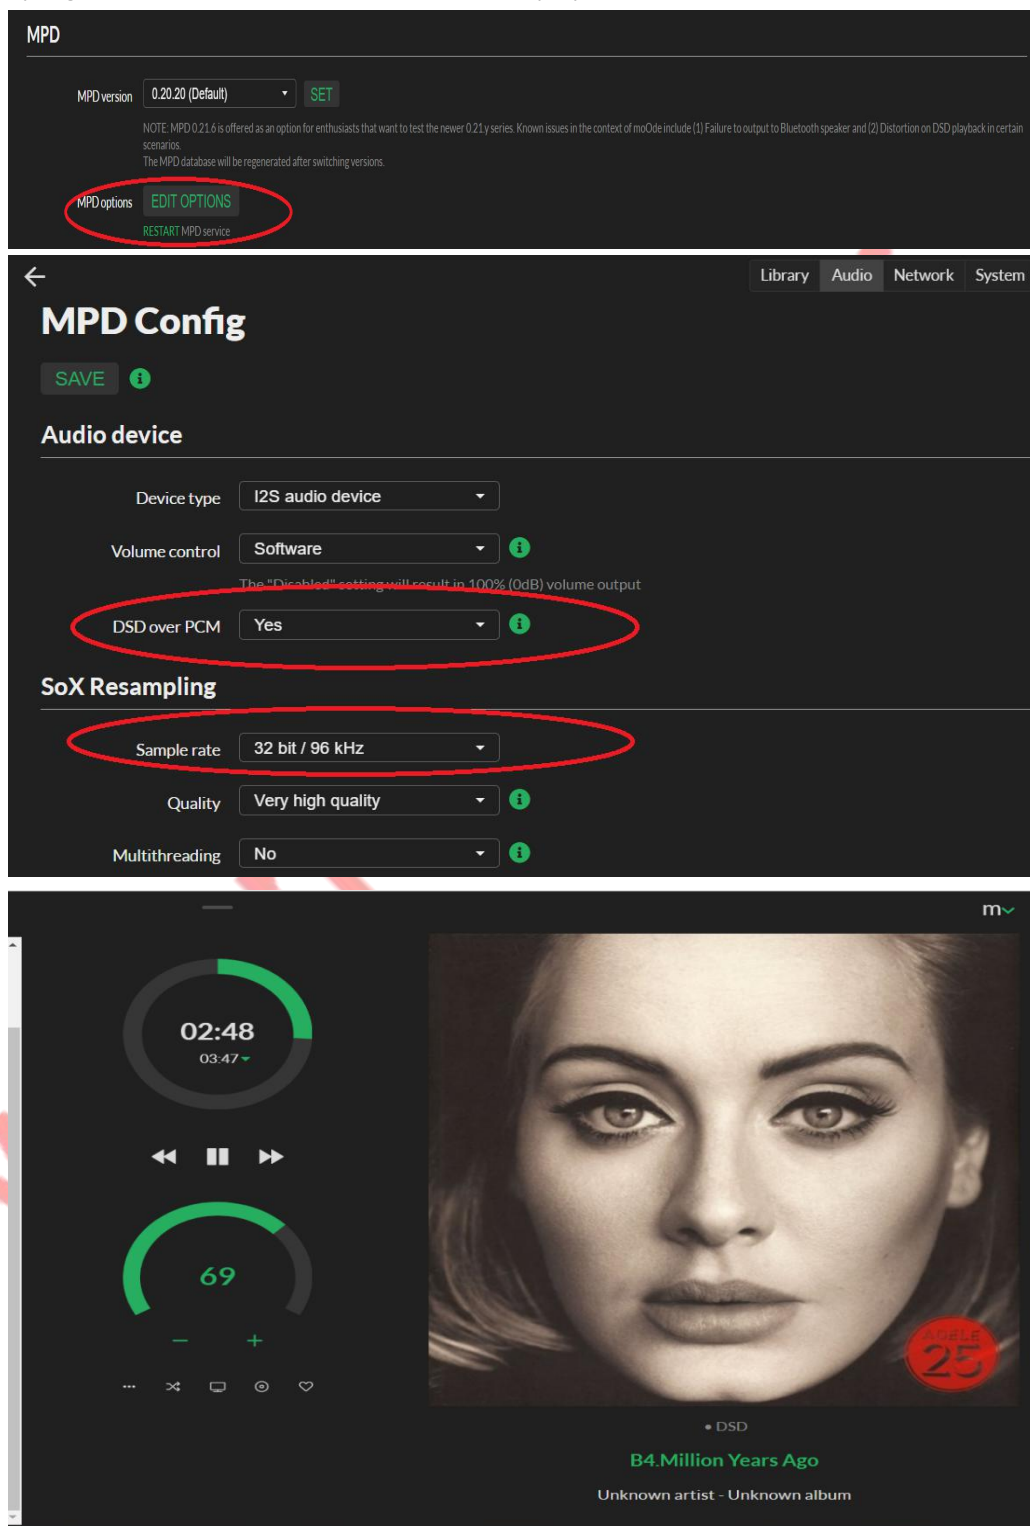 MPD
MPD version 0.20.20 (Default) SET
NOTE: MPD 0.21.6 is offered as an option for enthusiasts that want to test the newer 0.21.y series. Known issues in the context of moOde include (1) Failure to output to Bluetooth speaker and (2) Distortion on DSD playback in certain
scenarios.
The MPD database will be regenerated after switching versions.
MPD options EDIT OPTIONS
RESTART MPD service
Library Audio Network System
MPD Config
SAVE
Audio device
Device type I2S audio device
Volume control Software
The "Disabled" setting will result in 100% (0dB) volume output
DSD over PCM Yes
SoX Resampling
Sample rate 32 bit / 96 kHz
Quality Very high quality
Multithreading No
m
02:48
03:47
69
ADELE
25
• DSD
B4.Million Years Ago
Unknown artist - Unknown album